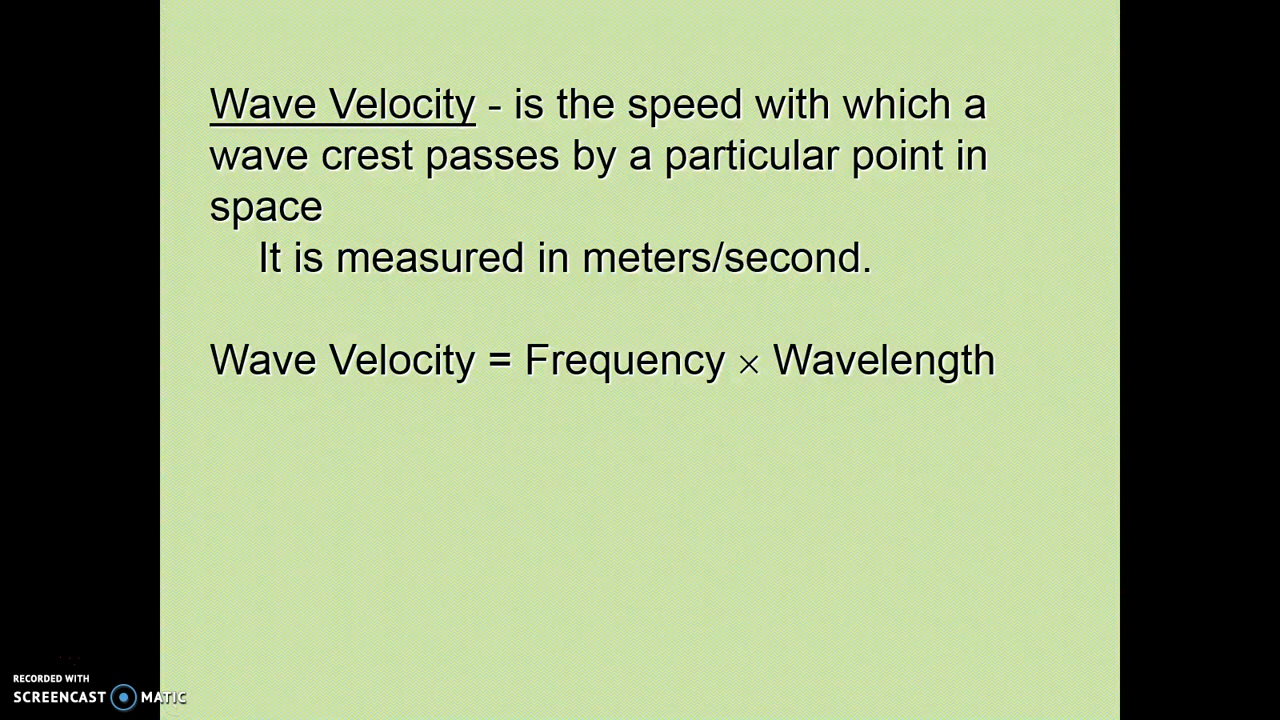 Wave Velocity - is the speed with which a
wave crest passes by a particular point in
space
It is measured in meters/second.
Wave Velocity = Frequency × Wavelength
RECORDED WITH
SCREENCAST MATIC